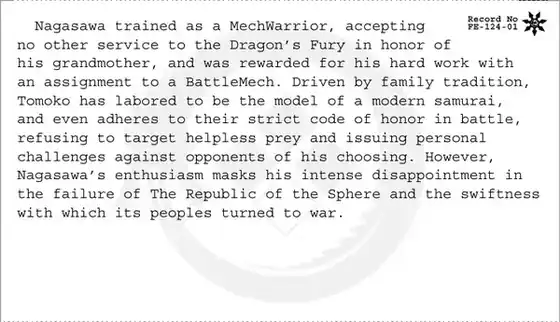 Nagasawa trained as a MechWarrior, accepting
Record No
FE-124-01
no other service to the Dragon's Fury in honor of
his grandmother, and was rewarded for his hard work with
an assignment to a BattleMech. Driven by family tradition,
Tomoko has labored to be the model of a modern samurai,
and even adheres to their strict code of honor in battle,
refusing to target helpless prey and issuing personal
challenges against opponents of his choosing. However,
Nagasawa's enthusiasm masks his intense disappointment in
the failure of The Republic of the Sphere and the swiftness
with which its peoples turned to war.